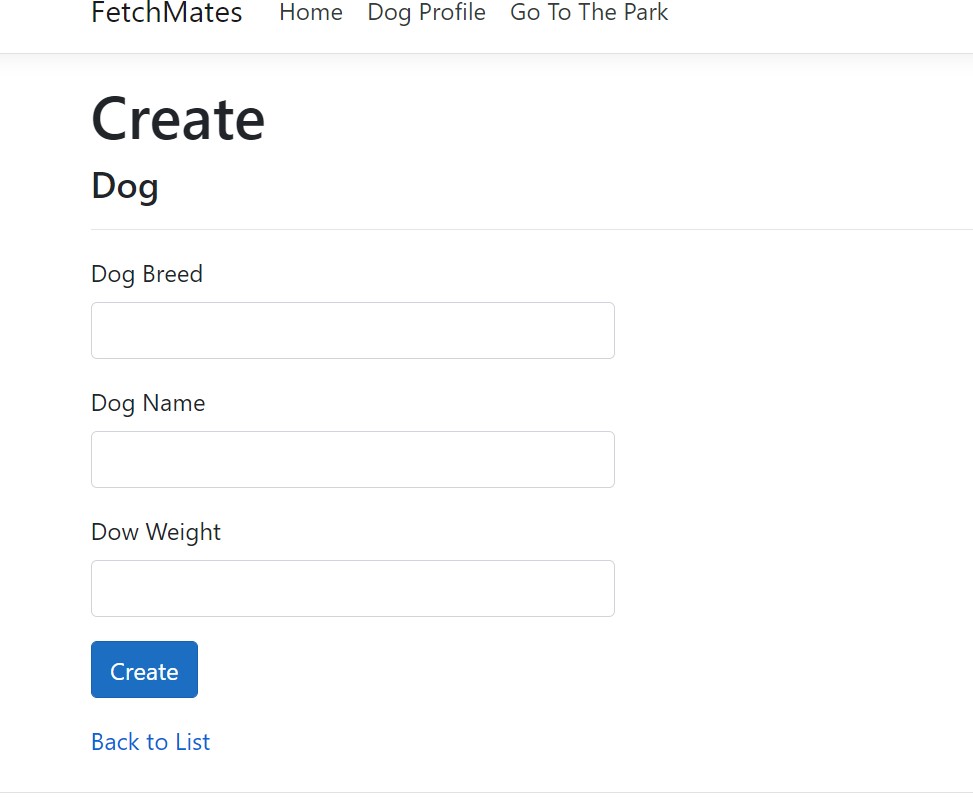 FetchMates Home Dog Profile Go To The Park
Create
Dog
Dog Breed
Dog Name
Dow Weight
Create
Back to List